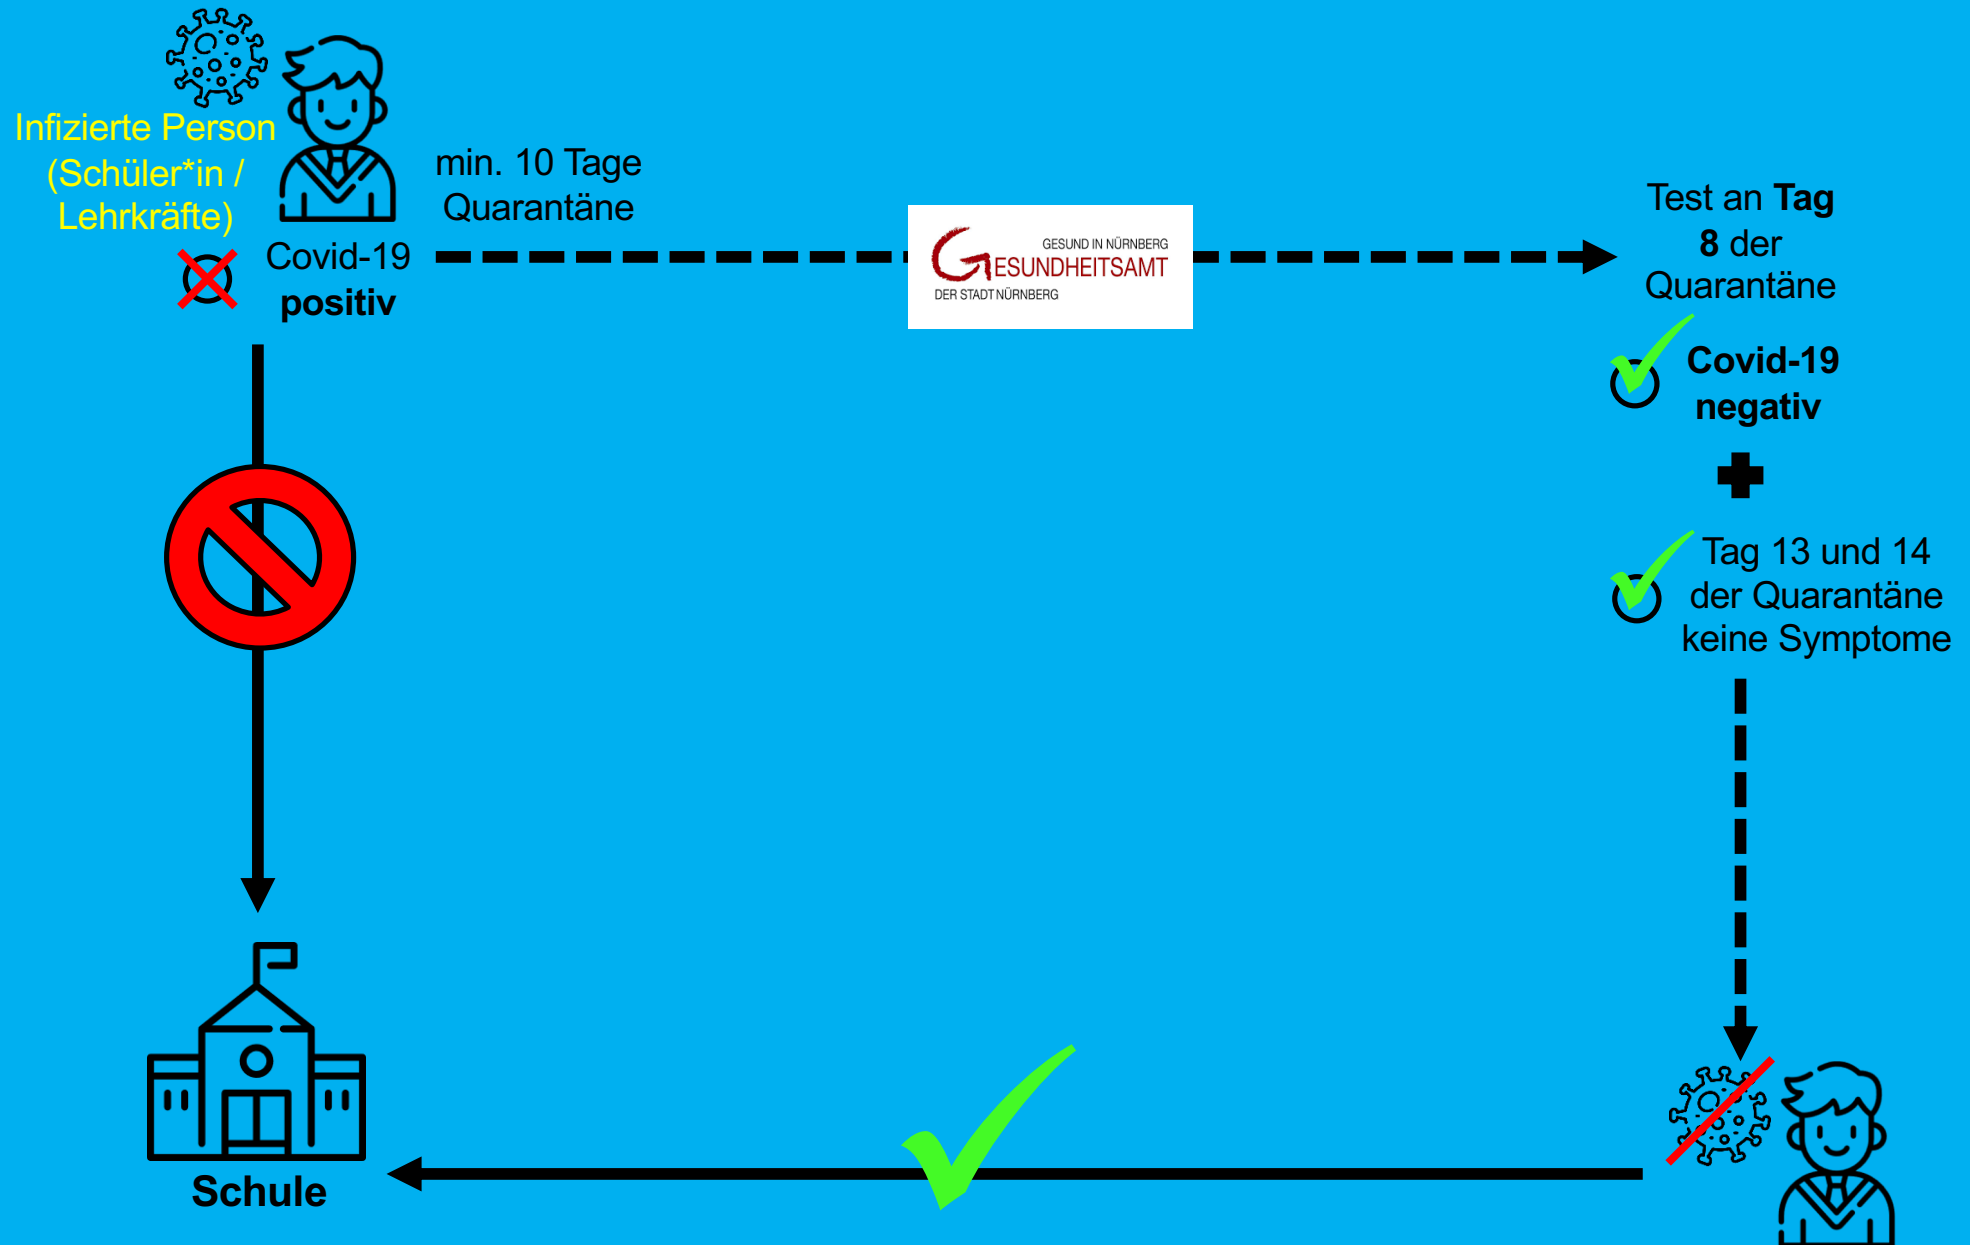 Infizierte Person
(Schüler*in /
Lehrkräfte)
Covid-19
positiv
min. 10 Tage
Quarantäne
GESUND IN NÜRNBERG
GESUNDHEITSAMT
DER STADT NÜRNBERG
Test an Tag
8 der
Quarantäne
Covid-19
negativ
Tag 13 und 14
der Quarantäne
keine Symptome
Schule